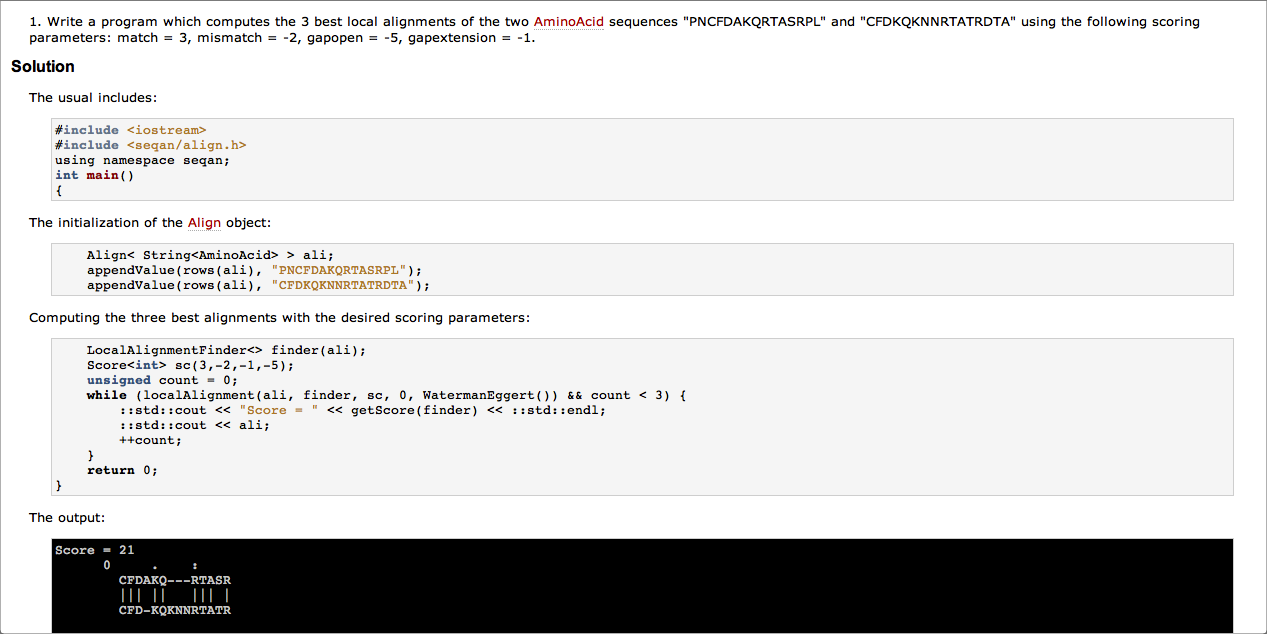 1. Write a program which computes the 3 best local alignments of the two AminoAcid sequences "PNCFDAKQRTASRPL" and "CFDKQKNNRTATRDTA" using the following scoring
parameters: match = 3, mismatch = -2, gapopen = -5, gapextension = -1.
Solution
The usual includes:
#include <iostream>
#include <seqan/align.h>
using namespace seqan;
int main()
{
The initialization of the Align object:
    Align< String<AminoAcid> > ali;
    appendValue(rows(ali), "PNCFDAKQRTASRPL");
    appendValue(rows(ali), "CFDKQKNNRTATRDTA");
Computing the three best alignments with the desired scoring parameters:
    LocalAlignmentFinder<> finder(ali);
    Score<int> sc(3,-2,-1,-5);
    unsigned count = 0;
    while (localAlignment(ali, finder, sc, 0, WatermanEggert()) && count < 3) {
        ::std::cout << "Score = " << getScore(finder) << ::std::endl;
        ::std::cout << ali;
        ++count;
    }
    return 0;
}
The output:
Score = 21
      0     .    :
        CFDAKQ---RTASR
        ||| ||   ||| |
        CFD-KQKNNRTATR